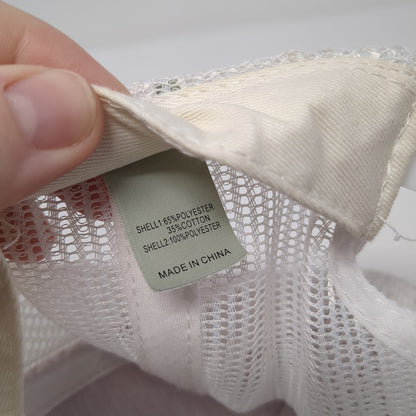 SHELL1:65%POLYESTER
35%COTTON
SHELL2:100%POLYESTER
MADE IN CHINA